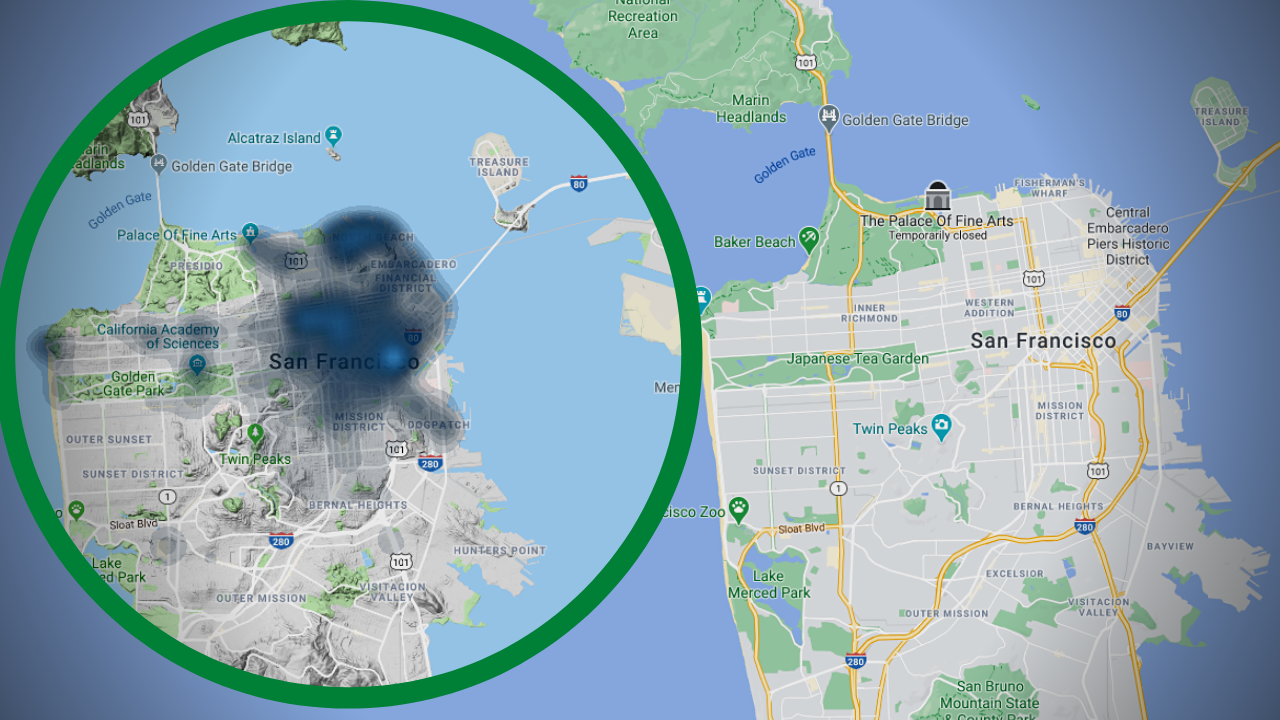 101
Alcatraz Island
Golden Gate Bridge
Golden Gate
TREASURE
ISLAND
80
Palace Of Fine Arts
PRESIDIO
101
BEACH
EMBARCADERO
FINANCIAL
DISTRICT
California Academy
of Sciences
80
San Francisco
Golden
Gate Park
MISSION
DISTRICT
DOGPATCH
OUTER SUNSET
101
280
Twin Peaks
SUNSET DISTRICT
1
BERNAL HEIGHTS
Sloat Blvd
280
HUNTERS POINT
101
Lake
ed Park
VISITACION
VALLEY
OUTER MISSION
National
Recreation
Area
101
Marin
Headlands
Golden Gate Bridge
Golden Gate
TREASURE
ISLAND
FISHERMAN'S
WHARF
The Palace Of Fine Arts
Temporarily closed
Central
Embarcadero
Piers Historic
District
Baker Beach
101
INNER
RICHMOND
WESTERN
ADDITION
80
San Francisco
Japanese Tea Garden
Mer
MISSION
DISTRICT
Twin Peaks
SUNSET DISTRICT
101
1
BERNAL HEIGHTS
cisco Zoo
Sloat Blvd
280
BAYVIEW
EXCELSIOR
Lake
Merced Park
VISITACION
VALLEY
OUTER MISSION
280
San Bruno
Mountain State
& County Park